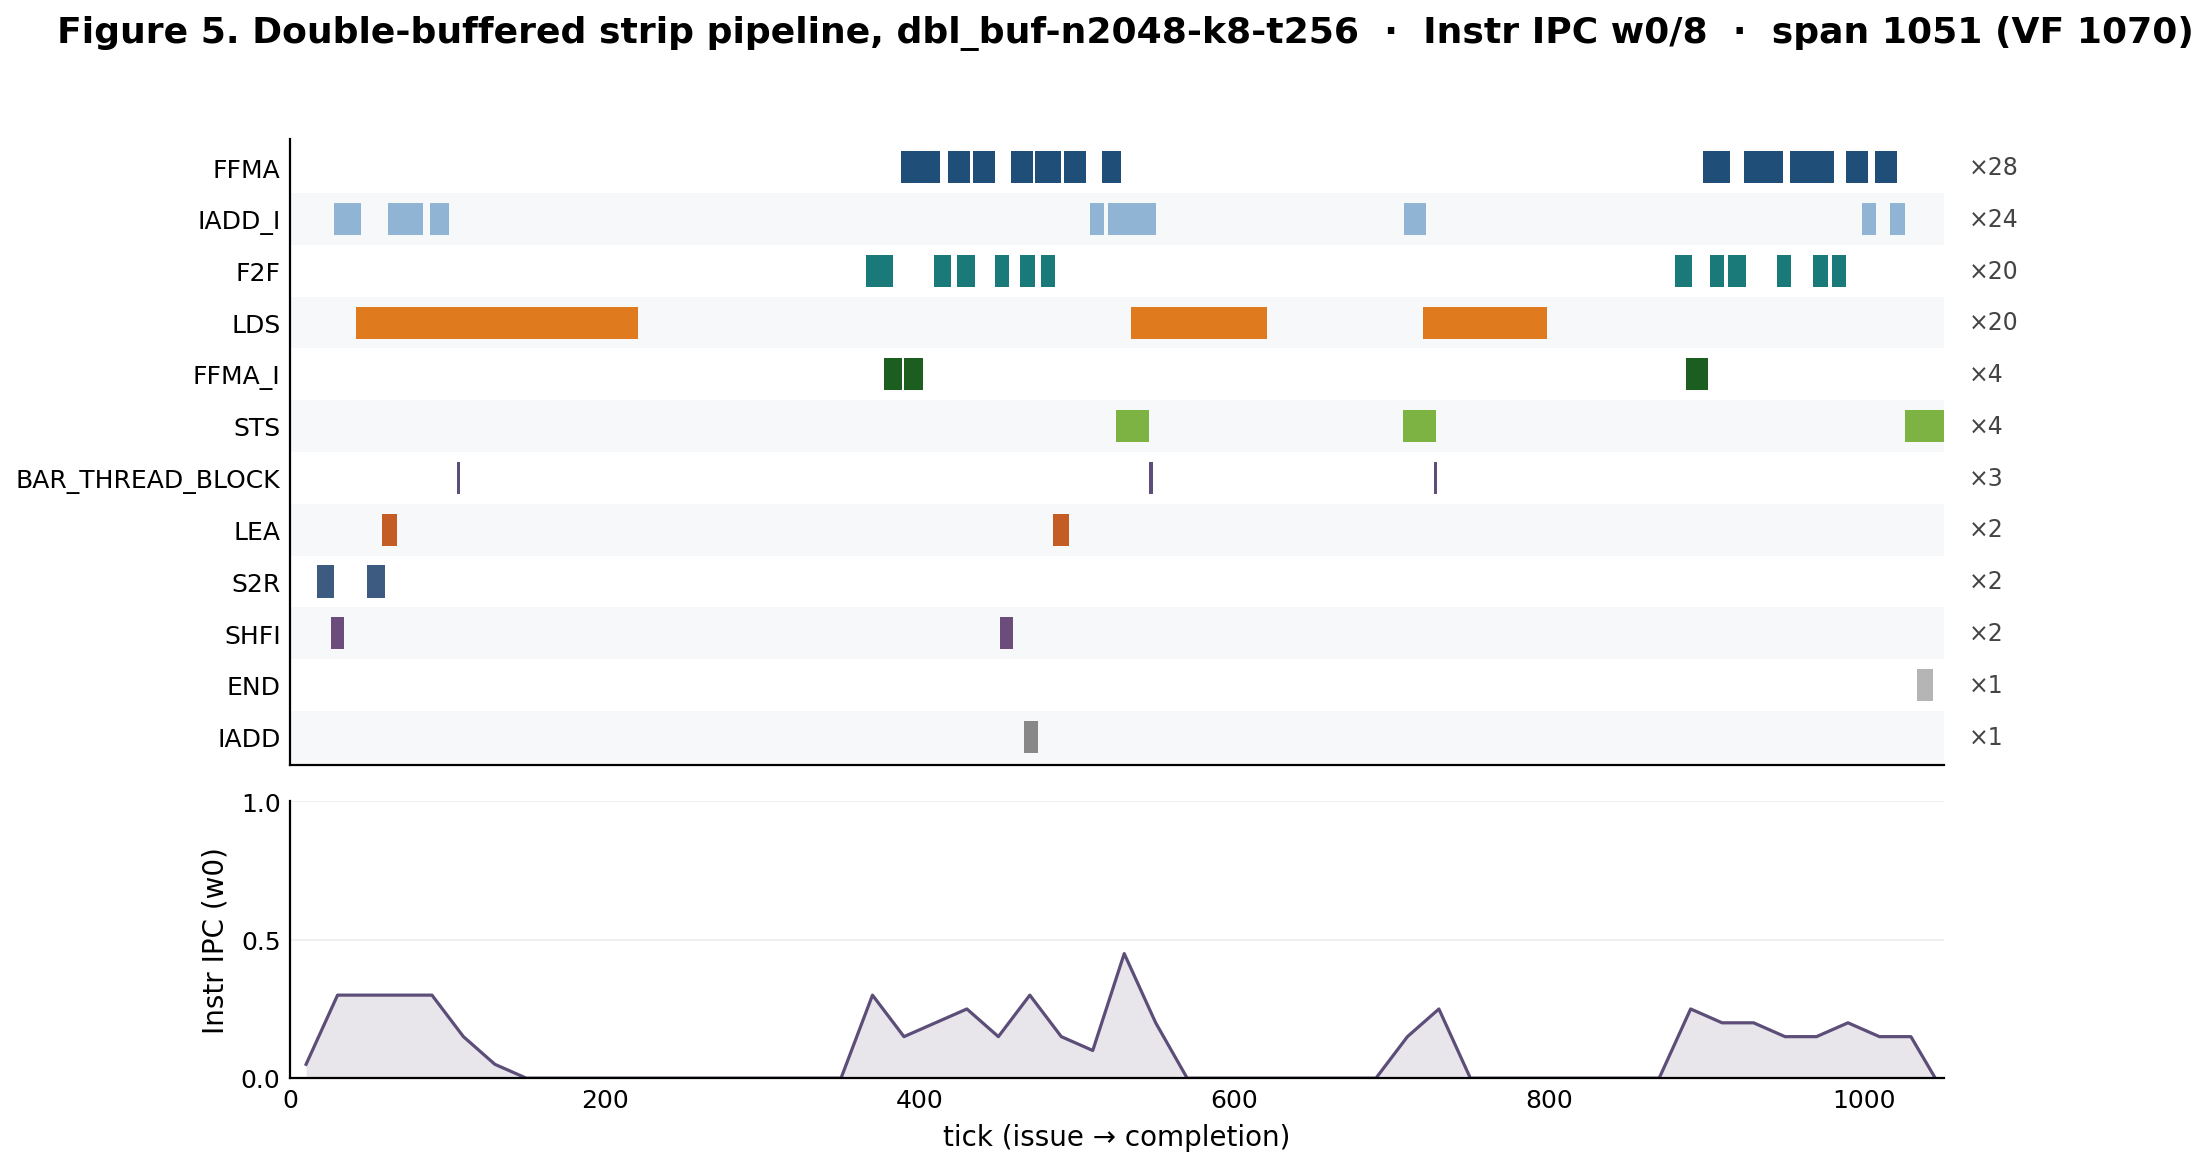 Figure 5. Double-buffered strip pipeline, dbl_buf-n2048-k8-t256 · Instr IPC w0/8 · span 1051 (VF 1070)
FFMA ×28
IADD_I ×24
F2F ×20
LDS ×20
FFMA_I ×4
STS ×4
BAR_THREAD_BLOCK ×3
LEA ×2
S2R ×2
SHFI ×2
END ×1
IADD ×1
1.0
0.5
0.0
Instr IPC (w0)
0 200 400 600 800 1000
tick (issue → completion)